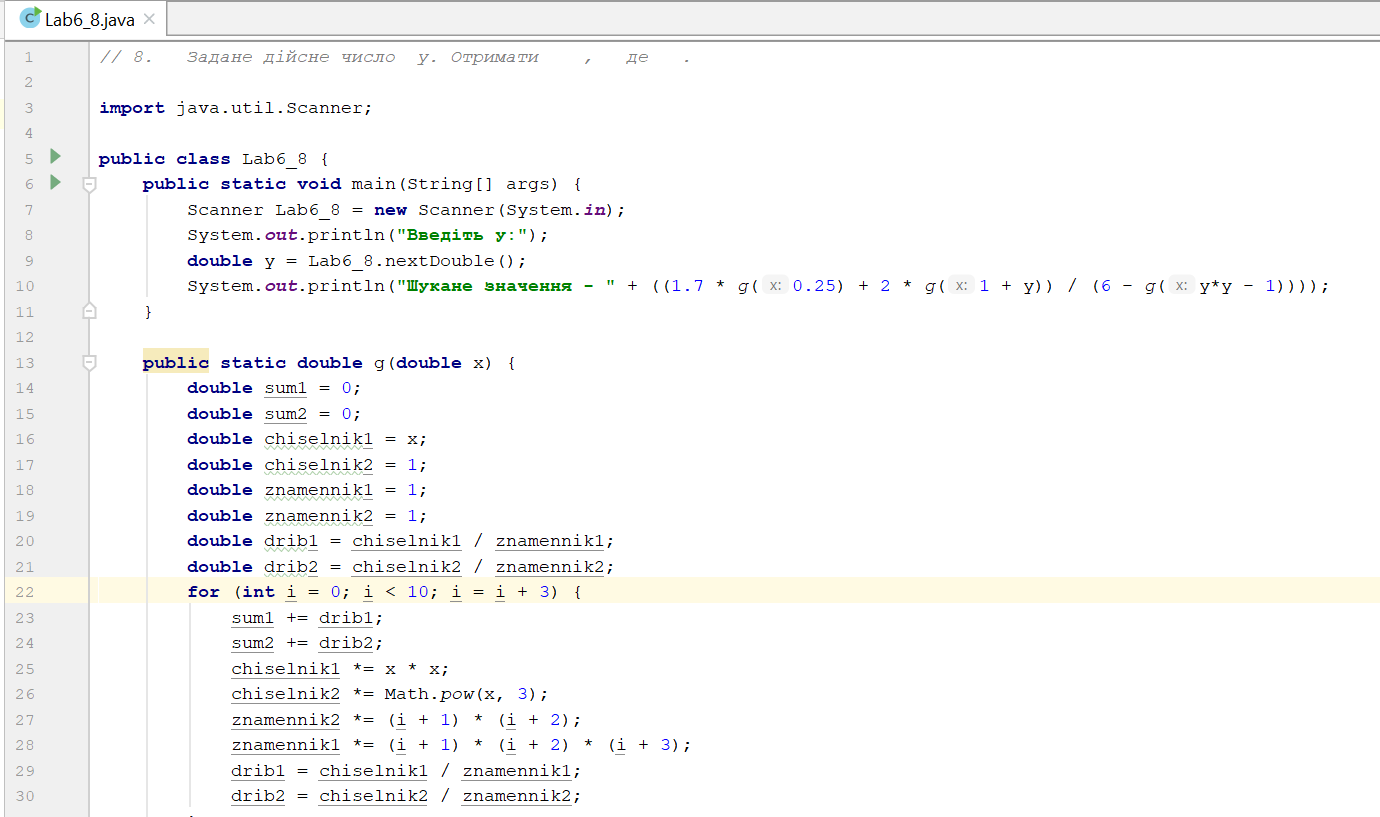 Lab6_8.java
1 // 8. Задане дійсне число y. Отримати , де .
2
3 import java.util.Scanner;
4
5 public class Lab6_8 {
6 public static void main(String[] args) {
7 Scanner Lab6_8 = new Scanner(System.in);
8 System.out.println("Введіть y:");
9 double y = Lab6_8.nextDouble();
10 System.out.println("Шукане значення - " + ((1.7 * g( x: 0.25) + 2 * g( x: 1 + y)) / (6 - g( x: y*y - 1))));
11 }
12
13 public static double g(double x) {
14 double sum1 = 0;
15 double sum2 = 0;
16 double chiselnik1 = x;
17 double chiselnik2 = 1;
18 double znamennik1 = 1;
19 double znamennik2 = 1;
20 double drib1 = chiselnik1 / znamennik1;
21 double drib2 = chiselnik2 / znamennik2;
22 for (int i = 0; i < 10; i = i + 3) {
23 sum1 += drib1;
24 sum2 += drib2;
25 chiselnik1 *= x * x;
26 chiselnik2 *= Math.pow(x, 3);
27 znamennik2 *= (i + 1) * (i + 2);
28 znamennik1 *= (i + 1) * (i + 2) * (i + 3);
29 drib1 = chiselnik1 / znamennik1;
30 drib2 = chiselnik2 / znamennik2;